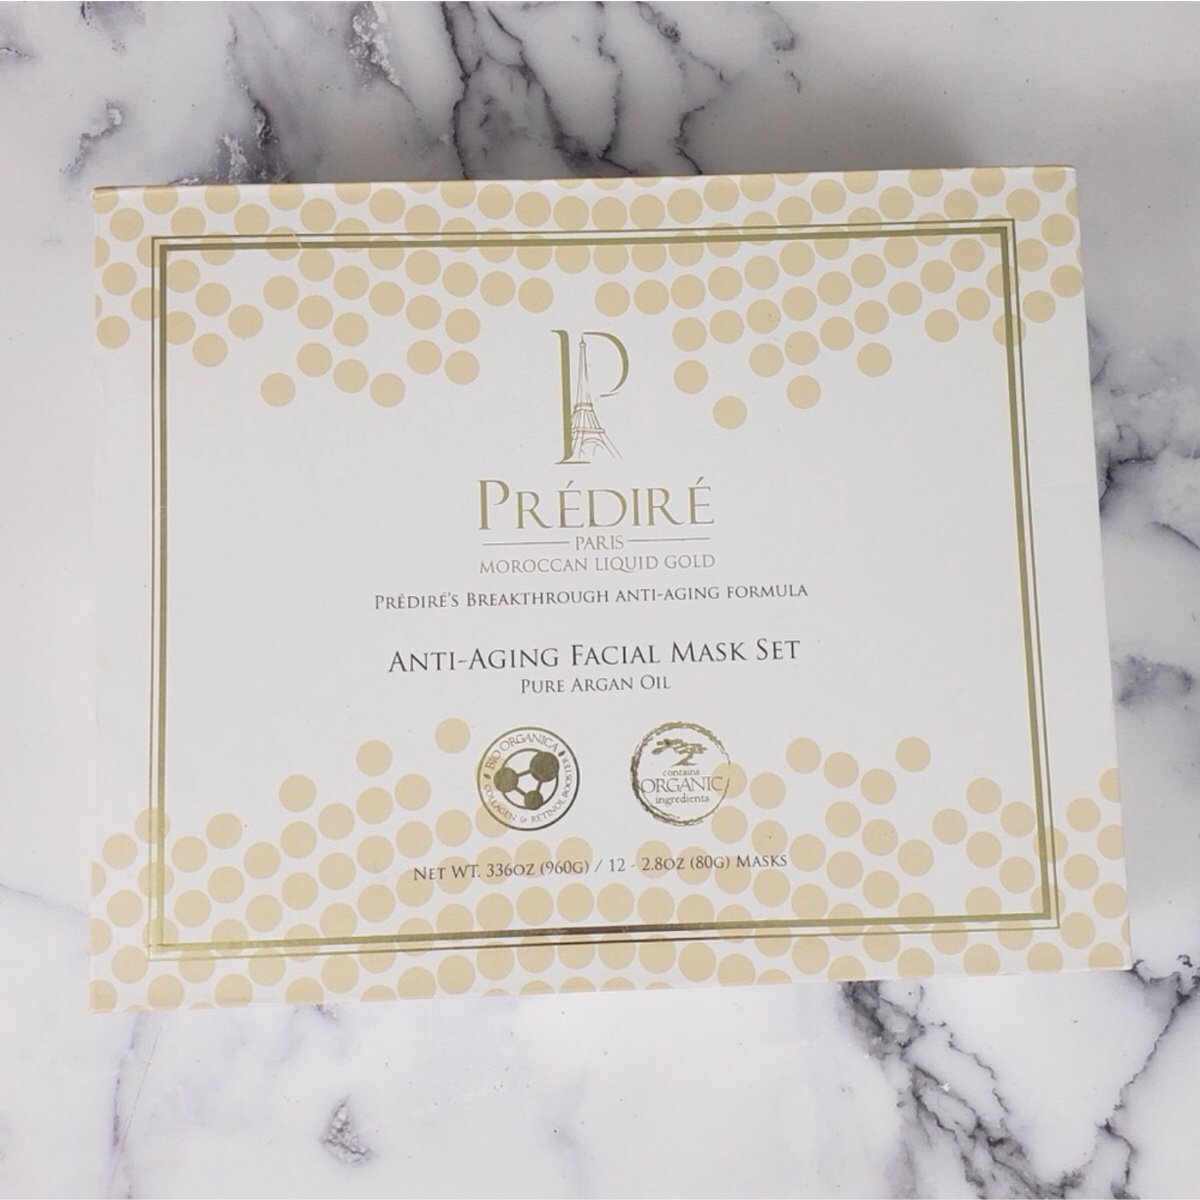 P
PRÉDIRÉ
PARIS
MOROCCAN LIQUID GOLD
PRÉDIRÉ'S BREAKTHROUGH ANTI-AGING FORMULA
ANTI-AGING FACIAL MASK SET
PURE ARGAN OIL
BIO ORGANICA
COLLAGEN & RETINOL BOOSTER
contains
ORGANIC
ingredients
NET WT. 336OZ (960G) / 12 - 2.8OZ (80G) MASKS